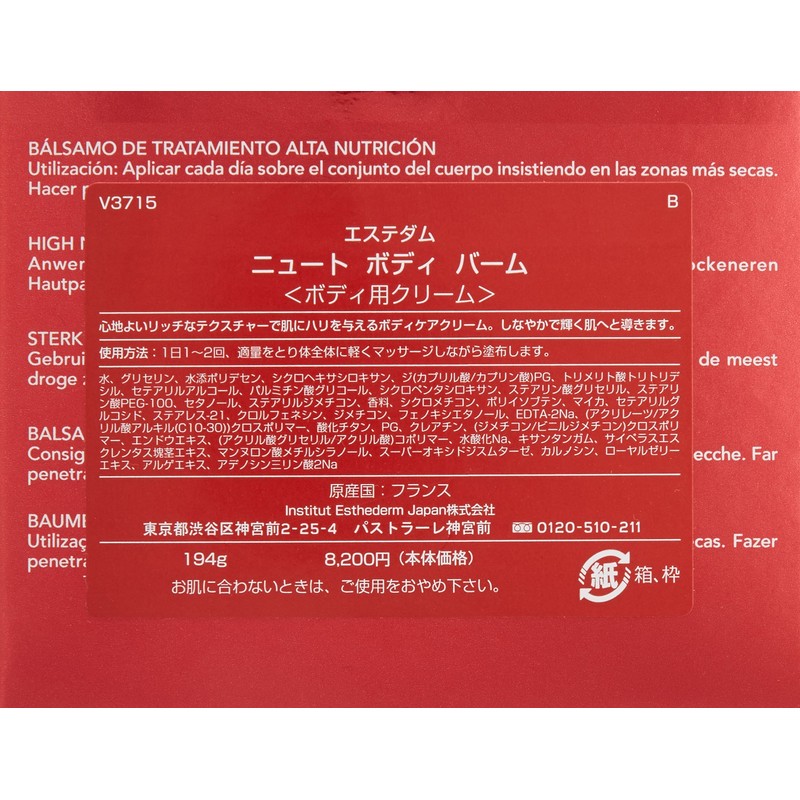 BÁLSAMO DE TRATAMIENTO ALTA NUTRICIÓN
Utilización: Aplicar cada día sobre el conjunto del cuerpo insistiendo en las zonas más secas.
Hacer
V3715 B
エステダム
ニュート ボディ バーム
＜ボディ用クリーム＞
HIGH
Anwen ockeneren
Hautpa
心地よいリッチなテクスチャーで肌にハリを与えるボディケアクリーム。しなやかで輝く肌へと導きます。
STERK
使用方法：1日1～2回、適量をとり体全体に軽くマッサージしながら塗布します。
Gebrui de meest
droge z
水、グリセリン、水添ポリデセン、シクロヘキサシロキサン、ジ(カプリル酸/カプリン酸)PG、トリメリト酸トリトリデ
シル、セテアリルアルコール、パルミチン酸グリコール、シクロペンタシロキサン、ステアリン酸グリセリル、ステアリ
ン酸PEG-100、セタノール、ステアリルジメチコン、香料、シクロメチコン、ポリイソブテン、マイカ、セテアリルグ
ルコシド、ステアレス-21、クロルフェネシン、ジメチコン、フェノキシエタノール、EDTA-2Na、(アクリレーツ/アク
リル酸アルキル(C10-30))クロスポリマー、酸化チタン、PG、クレアチン、(ジメチコン/ビニルジメチコン)クロスポリ
マー、エンドウエキス、(アクリル酸グリセリル/アクリル酸)コポリマー、水酸化Na、キサンタンガム、サイペラスエス
クレンタス塊茎エキス、マンヌロン酸メチルシラノール、スーパーオキシドジスムターゼ、カルノシン、ローヤルゼリー
エキス、アルゲエキス、アデノシン三リン酸2Na
BALSA
Consig ecche. Far
penetra
原産国：フランス
Institut Esthederm Japan株式会社
東京都渋谷区神宮前2-25-4 パストラーレ神宮前 0120-510-211
BAUME
Utilizaç cas. Fazer
penetra
194g 8,200円（本体価格）
お肌に合わないときは、ご使用をおやめ下さい。
紙 箱、枠